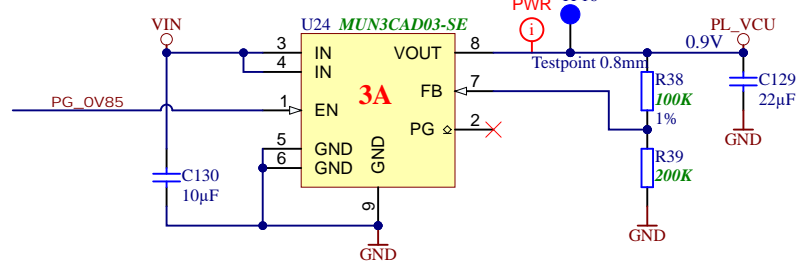 PWR
VIN
U24 MUN3CAD03-SE
i
PL_VCU
3 IN
4 IN
VOUT 8
0.9V
Testpoint 0.8mm
PG_0V85
1 EN
3A
FB 7
R38
100K
1%
C129
22µF
PG 2
GND
5 GND
6 GND
GND
9
C130
10µF
R39
200K
GND
GND